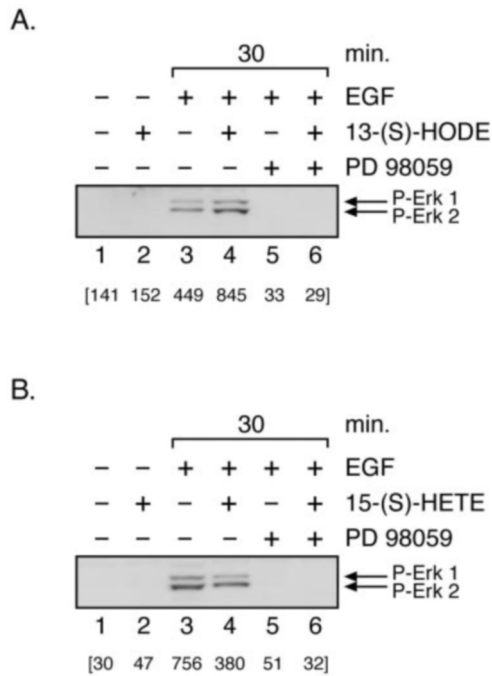 A.
30 min.
– – + + + + EGF
– + – + – + 13-(S)-HODE
– – – – + + PD 98059
P-Erk 1
P-Erk 2
1 2 3 4 5 6
[141 152 449 845 33 29]
B.
30 min.
– – + + + + EGF
– + – + – + 15-(S)-HETE
– – – – + + PD 98059
P-Erk 1
P-Erk 2
1 2 3 4 5 6
[30 47 756 380 51 32]